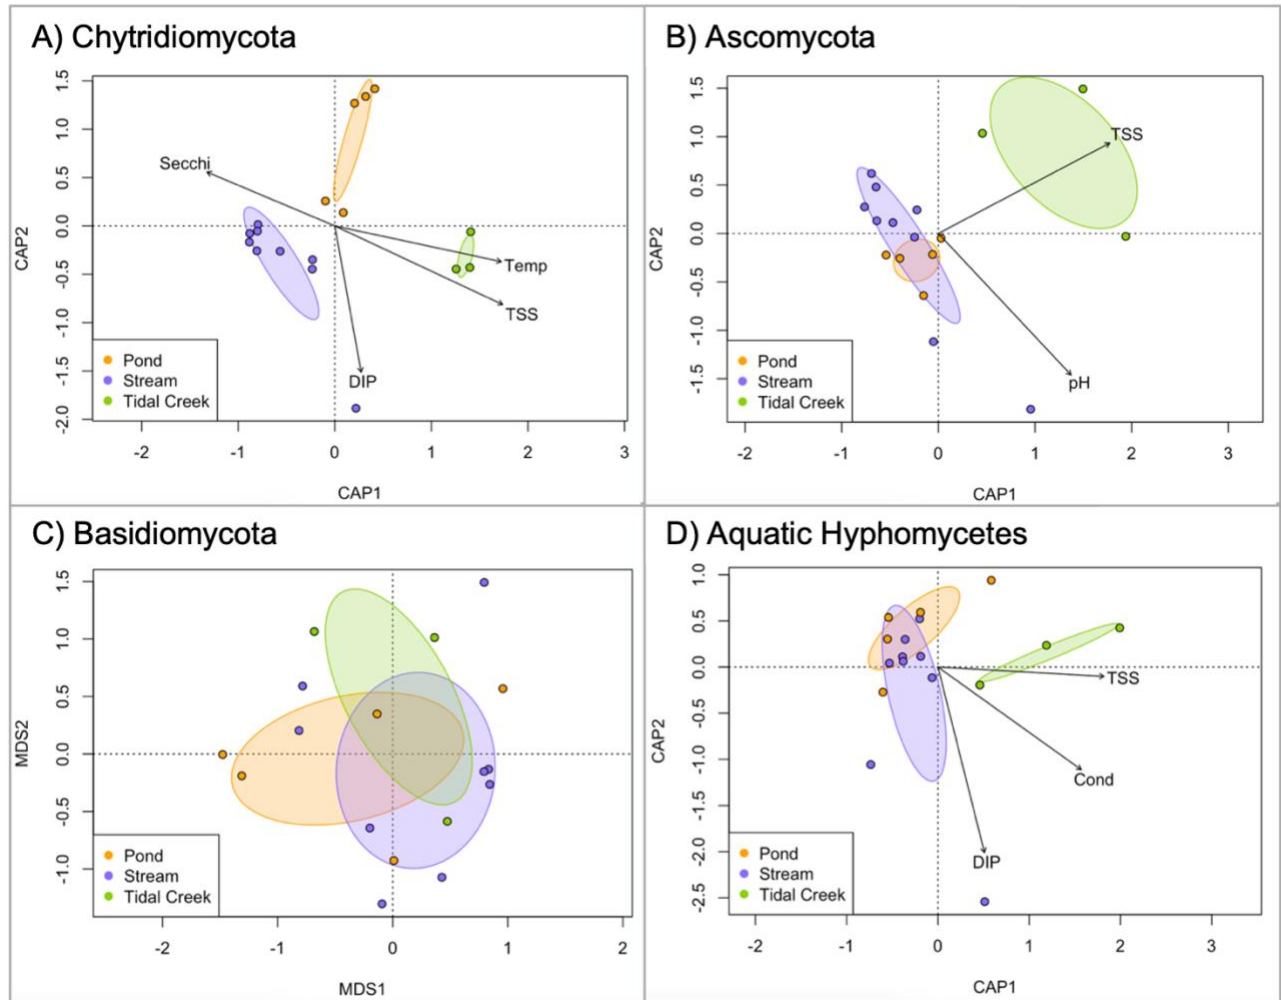 A) Chytridiomycota
CAP2
1.5
1.0
0.5
0.0
-0.5
-1.0
-1.5
-2.0
Secchi
Temp
TSS
DIP
Pond
Stream
Tidal Creek
-2 -1 0 1 2 3
CAP1
B) Ascomycota
CAP2
1.5
1.0
0.5
0.0
-0.5
-1.0
-1.5
TSS
pH
Pond
Stream
Tidal Creek
-2 -1 0 1 2 3
CAP1
C) Basidiomycota
MDS2
1.5
1.0
0.5
0.0
-0.5
-1.0
Pond
Stream
Tidal Creek
-2 -1 0 1 2
MDS1
D) Aquatic Hyphomycetes
CAP2
1.0
0.5
0.0
-0.5
-1.0
-1.5
-2.0
-2.5
TSS
Cond
DIP
Pond
Stream
Tidal Creek
-2 -1 0 1 2 3
CAP1